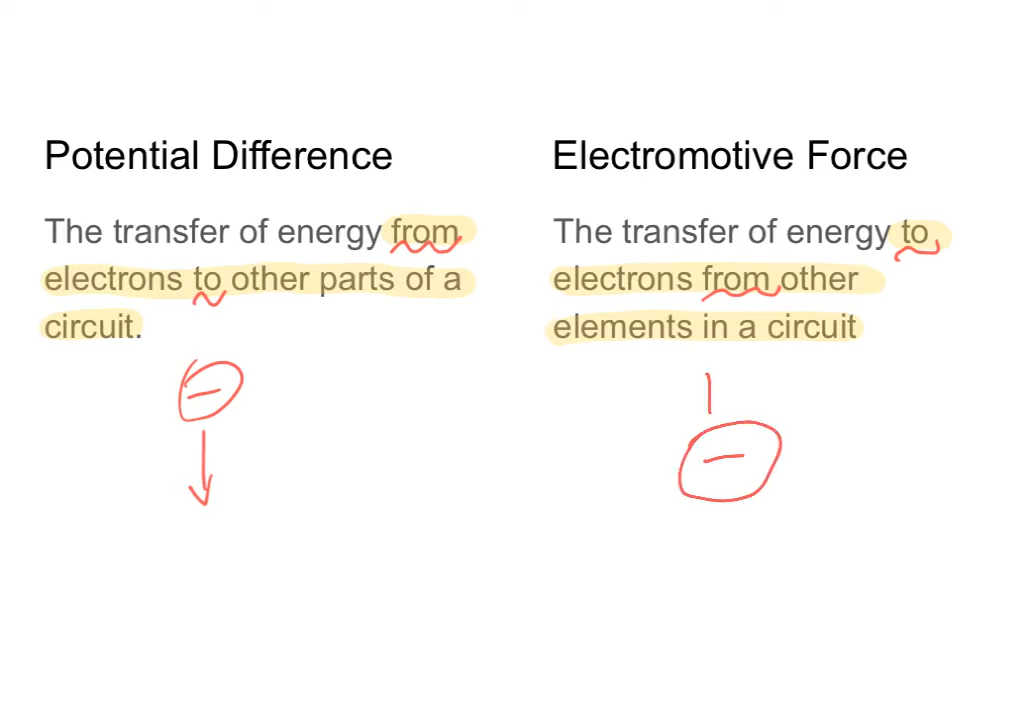 Potential Difference
The transfer of energy from
electrons to other parts of a
circuit.
Electromotive Force
The transfer of energy to
electrons from other
elements in a circuit